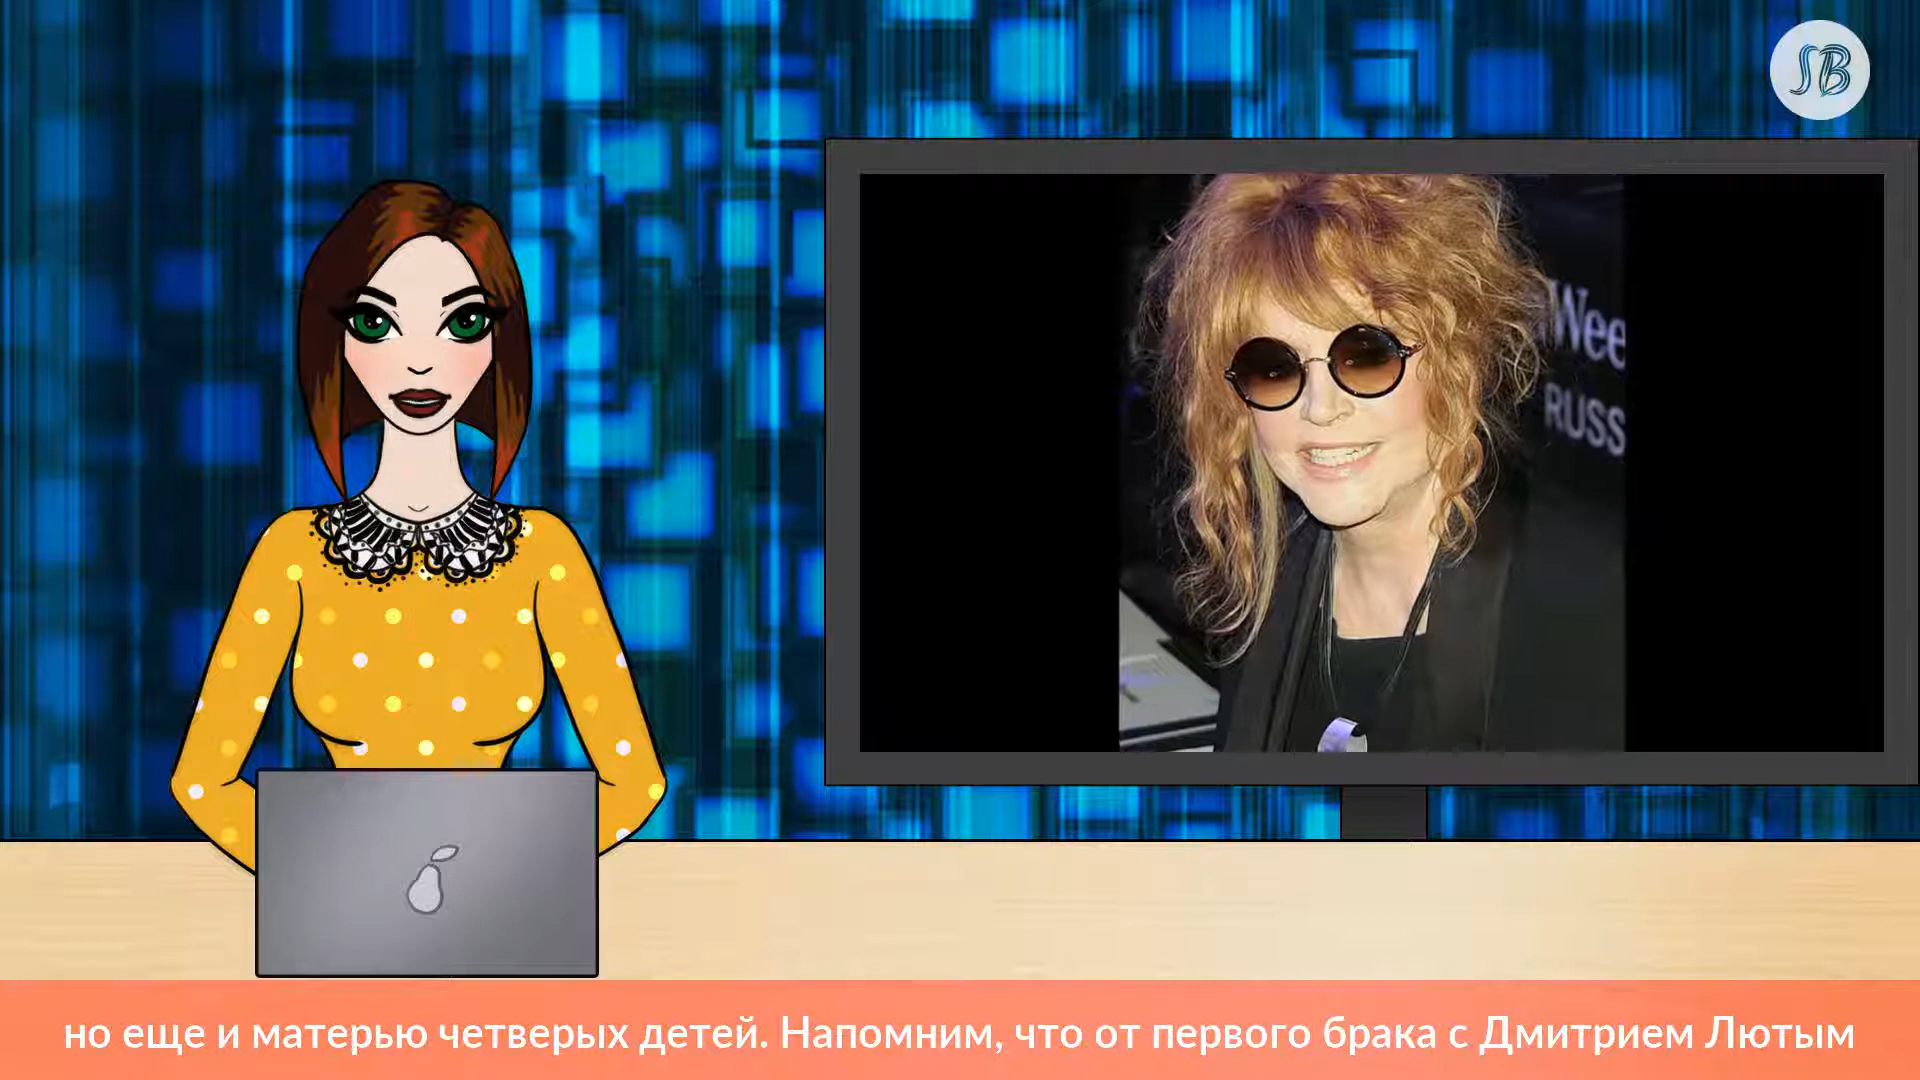 SB
Wee
RUSS
но еще и матерью четверых детей. Напомним, что от первого брака с Дмитрием Лютым